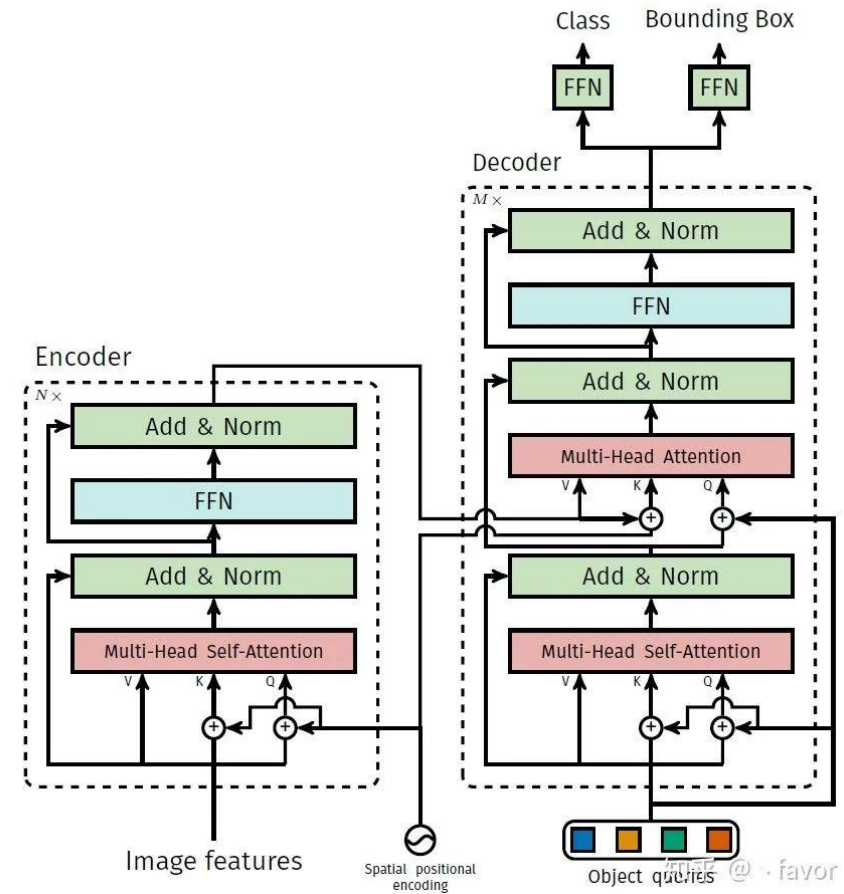 Class
Bounding Box
FFN
FFN
Decoder
M ×
Add & Norm
FFN
Add & Norm
Multi-Head Attention
V K Q
+ +
Add & Norm
Multi-Head Self-Attention
V K Q
+ +
Object queries
Encoder
N ×
Add & Norm
FFN
Add & Norm
Multi-Head Self-Attention
V K Q
+ +
Image features
Spatial positional
encoding
知乎 @ favor